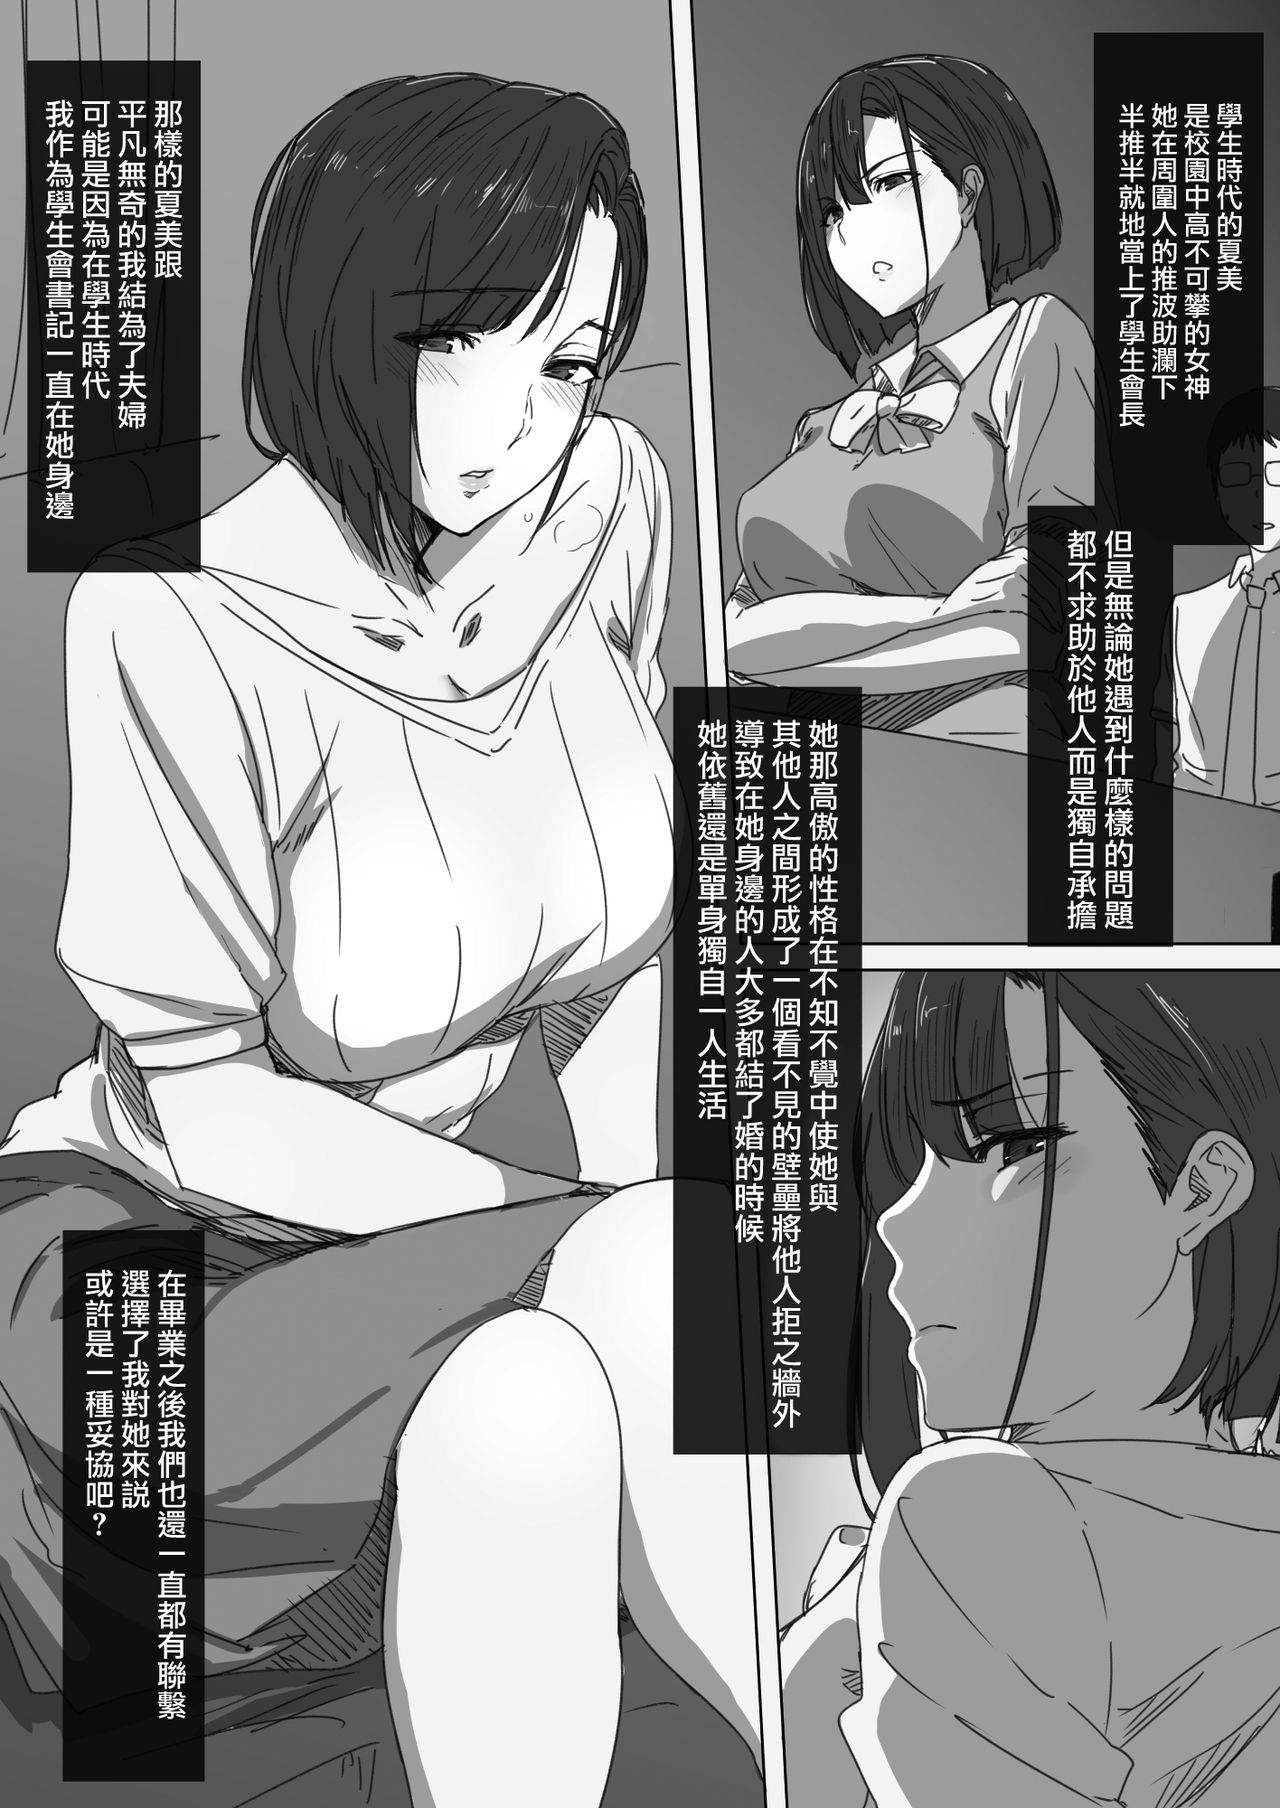 學生時代的夏美
是校園中高不可攀的女神
她在周圍人的推波助瀾下
半推半就地當上了學生會長
但是無論她遇到什麼樣的問題
都不求助於他人而是獨自承擔
她那高傲的性格在不知不覺中使她與
其他人之間形成了一個看不見的壁壘將他人拒之牆外
導致在她身邊的人大多都結了婚的時候
她依舊還是單身獨自一人生活
那樣的夏美跟
平凡無奇的我結為了夫婦
可能是因為在學生時代
我作為學生會書記一直在她身邊
在畢業之後我們也還一直都有聯繫
選擇了我對她來説
或許是一種妥協吧?